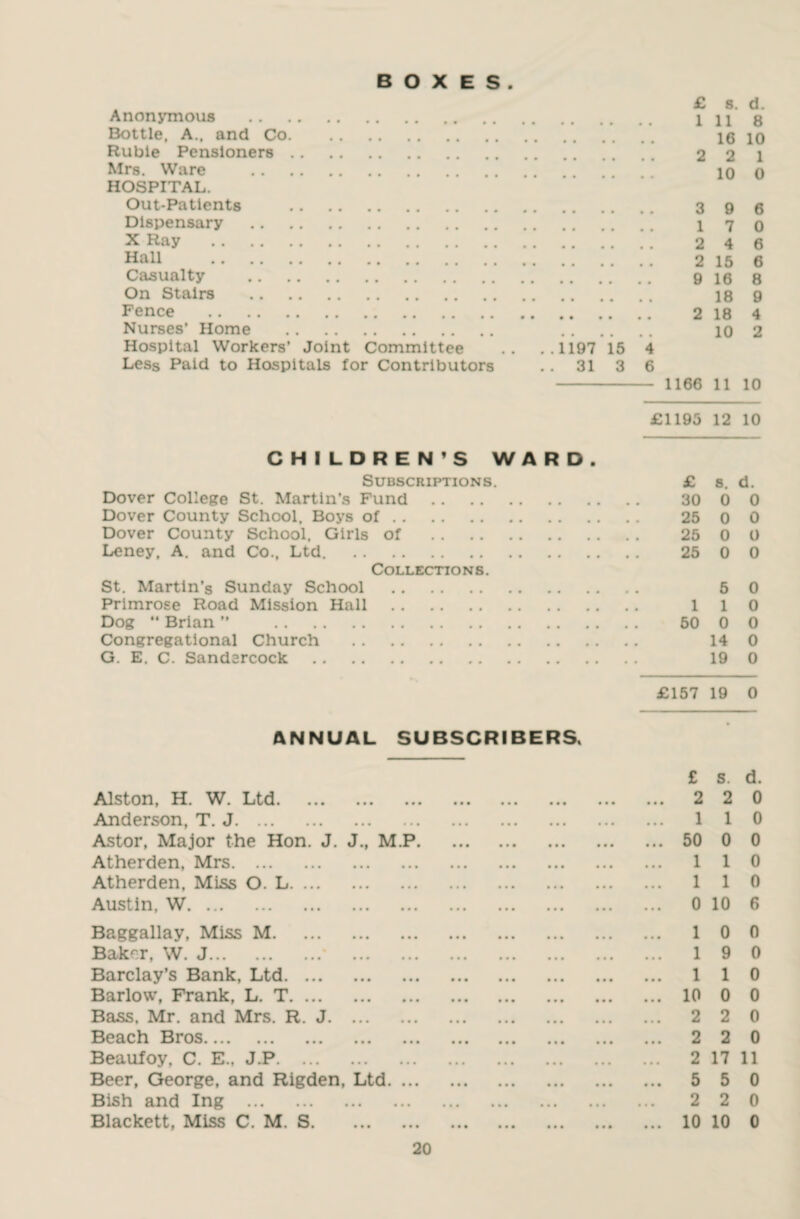 BOXES.
£ s. d.
Anonymous .. .. .. .. .. .. .. .. .. .. .. 1 11 8
Bottle, A., and Co. .. .. .. .. .. .. .. .. .. 16 10
Ruble Pensioners .. .. .. .. .. .. .. .. .. .. 2 2 1
Mrs. Ware .. .. .. .. .. .. .. .. .. .. .. 10 0
HOSPITAL.
Out-Patients .. .. .. .. .. .. .. .. .. .. 3 9 6
Dispensary .. .. .. .. .. .. .. .. .. .. .. 1 7 0
X Ray .. .. .. .. .. .. .. .. .. .. .. .. 2 4 6
Hall .. .. .. .. .. .. .. .. .. .. .. .. 2 15 6
Casualty .. .. .. .. .. .. .. .. .. .. .. 9 16 8
On Stairs .. .. .. .. .. .. .. .. .. .. .. 18 9
Fence .. .. .. .. .. .. .. .. .. .. .. .. 2 18 4
Nurses' Home .. .. .. .. .. .. .. .. .. 10 2
Hospital Workers' Joint Committee .. ..1197 15 4
Less Paid to Hospitals for Contributors .. 31 3 6
1166 11 10
£1195 12 10
CHILDREN'S WARD.
SUBSCRIPTIONS. £ s. d.
Dover College St. Martin's Fund .. .. .. .. .. .. 30 0 0
Dover County School, Boys of .. .. .. .. .. .. .. 25 0 0
Dover County School, Girls of .. .. .. .. .. .. 25 0 0
Leney, A. and Co., Ltd. .. .. .. .. .. .. .. .. 25 0 0
COLLECTIONS.
St. Martin's Sunday School .. .. .. .. .. .. .. 5 0
Primrose Road Mission Hall .. .. .. .. .. .. .. 1 1 0
Dog " Brian " .. .. .. .. .. .. .. .. .. .. 50 0 0
Congregational Church .. .. .. .. .. .. .. .. 14 0
G. E. C. Sandercock .. .. .. .. .. .. .. .. .. 19 0
£157 19 0
ANNUAL SUBSCRIBERS.
£ s. d.
Alston, H. W. Ltd. ... ... ... ... ... ... ... ... 2 2 0
Anderson, T. J. ... ... ... ... ... ... ... ... ... 1 1 0
Astor, Major the Hon. J. J., M.P. ... ... ... ... ... 50 0 0
Atherden, Mrs. ... ... ... ... ... ... ... ... ... 1 1 0
Atherden, Miss O. L. ... ... ... ... ... ... ... ... 1 1 0
Austin, W. ... ... ... ... ... ... ... ... ... ... 0 10 6
Baggallay, Miss M. ... ... ... ... ... ... ... ... 1 0 0
Baker, W. J... ... ... ... ... ... ... ... ... ... 1 9 0
Barclay's Bank, Ltd. ... ... ... ... ... ... ... ... 1 1 0
Barlow, Frank, L. T. ... ... ... ... ... ... ... ... 10 0 0
Bass, Mr. and Mrs. R. J. ... ... ... ... ... ... ... 2 2 0
Beach Bros.... ... ... ... ... ... ... ... ... ... 2 2 0
Beaufoy, C. E., J.P. ... ... ... ... ... ... ... ... 2 17 11
Beer, George, and Rigden, Ltd. ... ... ... ... ... ... 5 5 0
Bish and Ing ... ... ... ... ... ... ... ... ... 2 2 0
Blackett, Miss C. M. S. ... ... ... ... ... ... ... 10 10 0
20